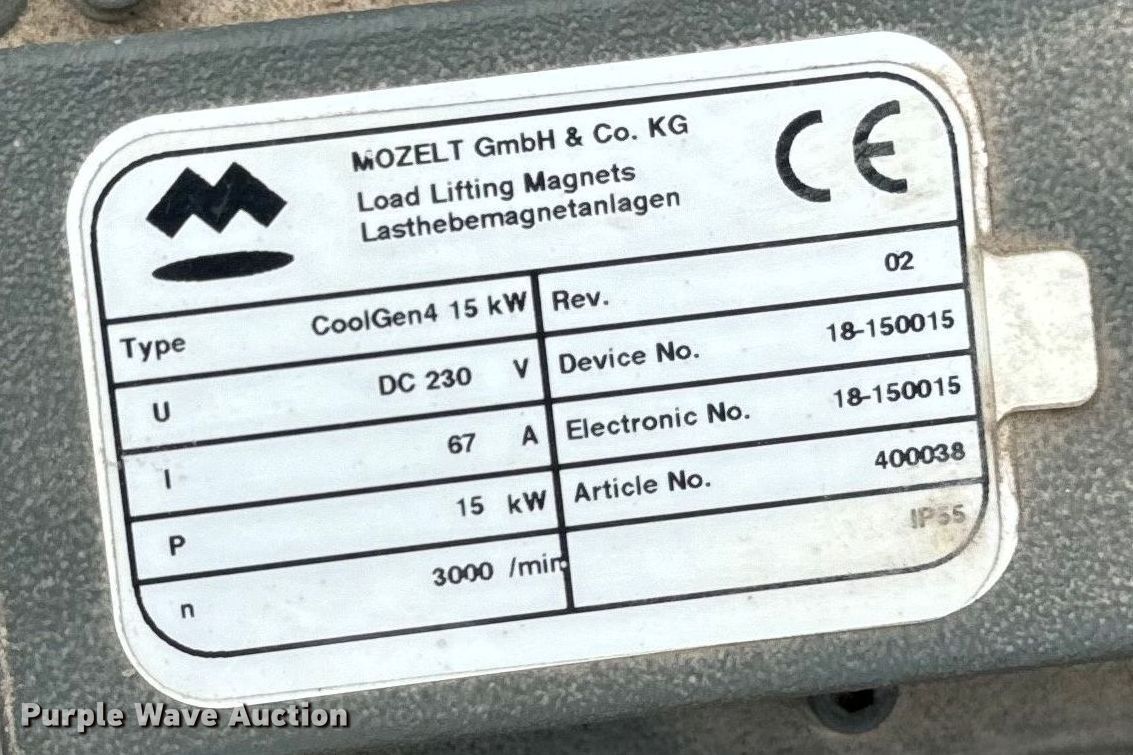 MOZELT GmbH & Co. KG
Load Lifting Magnets
Lasthebemagnetanlagen
CE
Type CoolGen4 15 kW
Rev. 02
U DC 230 V
Device No. 18-150015
I 67 A
Electronic No. 18-150015
P 15 kW
Article No. 400038
n 3000 /min
IP55
Purple Wave Auction